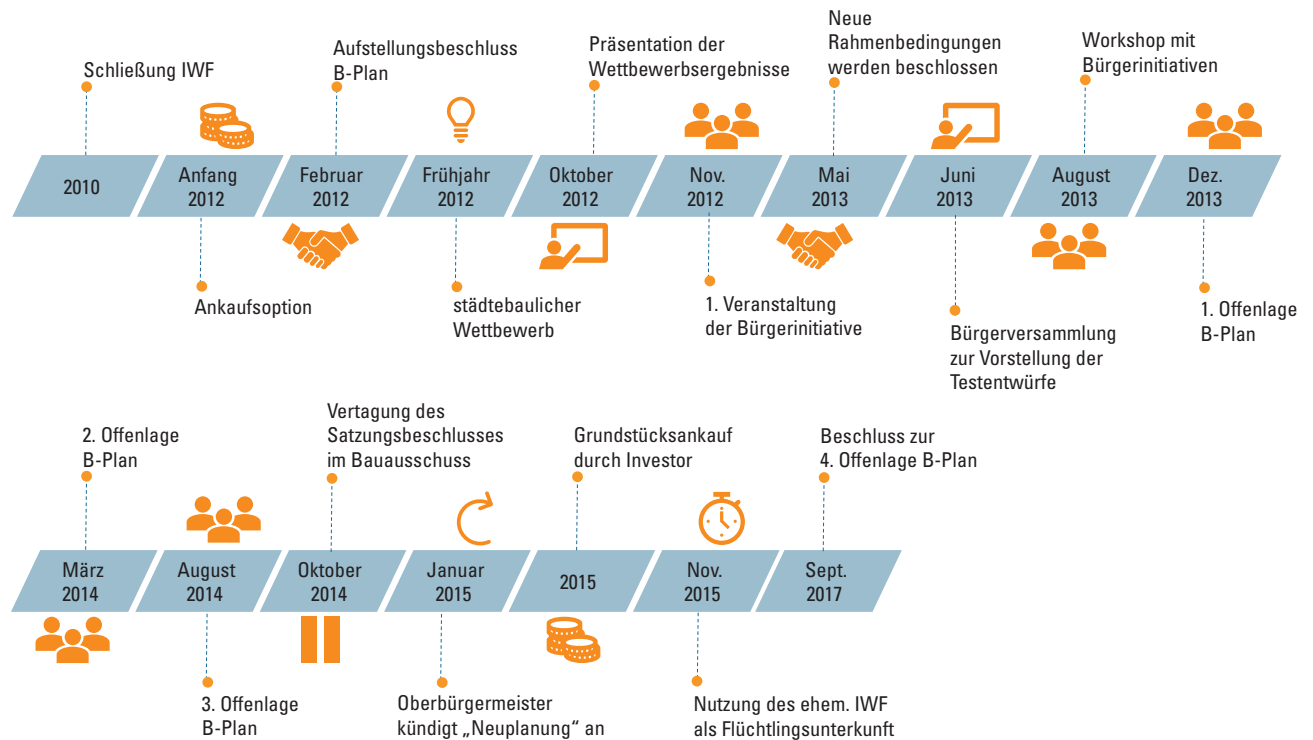 Schließung IWF
2010
Anfang
2012
Ankaufsoption
Aufstellungsbeschluss
B-Plan
Februar
2012
Frühjahr
2012
städtebaulicher
Wettbewerb
Präsentation der
Wettbewerbsergebnisse
Oktober
2012
Nov.
2012
1. Veranstaltung
der Bürgerinitiative
Neue
Rahmenbedingungen
werden beschlossen
Mai
2013
Juni
2013
Bürgerversammlung
zur Vorstellung der
Testentwürfe
Workshop mit
Bürgerinitiativen
August
2013
Dez.
2013
1. Offenlage
B-Plan
2. Offenlage
B-Plan
März
2014
August
2014
3. Offenlage
B-Plan
Vertagung des
Satzungsbeschlusses
im Bauausschuss
Oktober
2014
Januar
2015
Oberbürgermeister
kündigt „Neuplanung“ an
Grundstücksankauf
durch Investor
2015
Nov.
2015
Nutzung des ehem. IWF
als Flüchtlingsunterkunft
Beschluss zur
4. Offenlage B-Plan
Sept.
2017